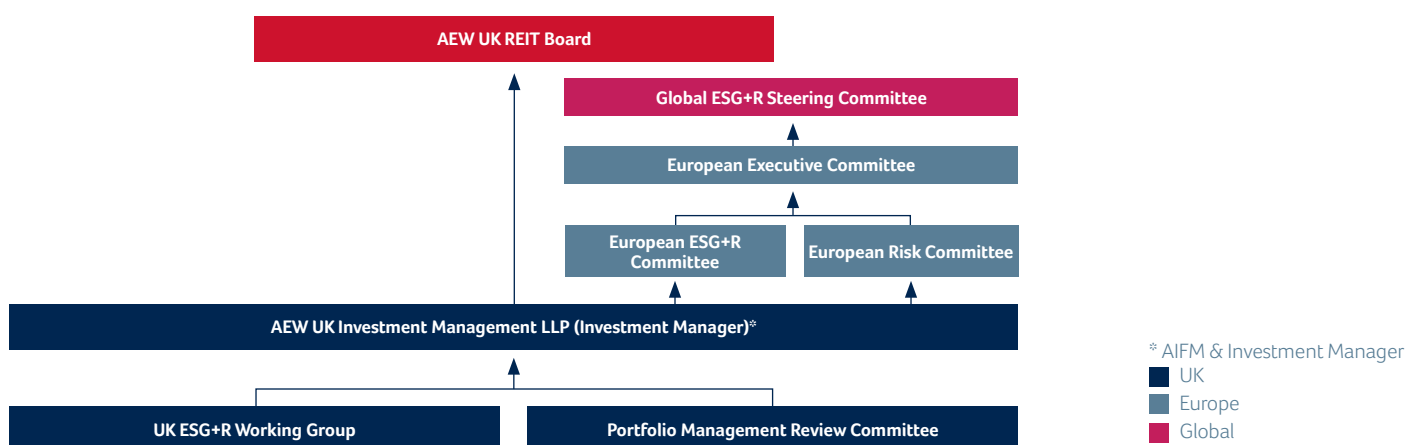 AEW UK REIT Board
Global ESG+R Steering Committee
European Executive Committee
European ESG+R
Committee
European Risk Committee
AEW UK Investment Management LLP (Investment Manager)*
UK ESG+R Working Group
Portfolio Management Review Committee
* AIFM & Investment Manager
UK
Europe
Global